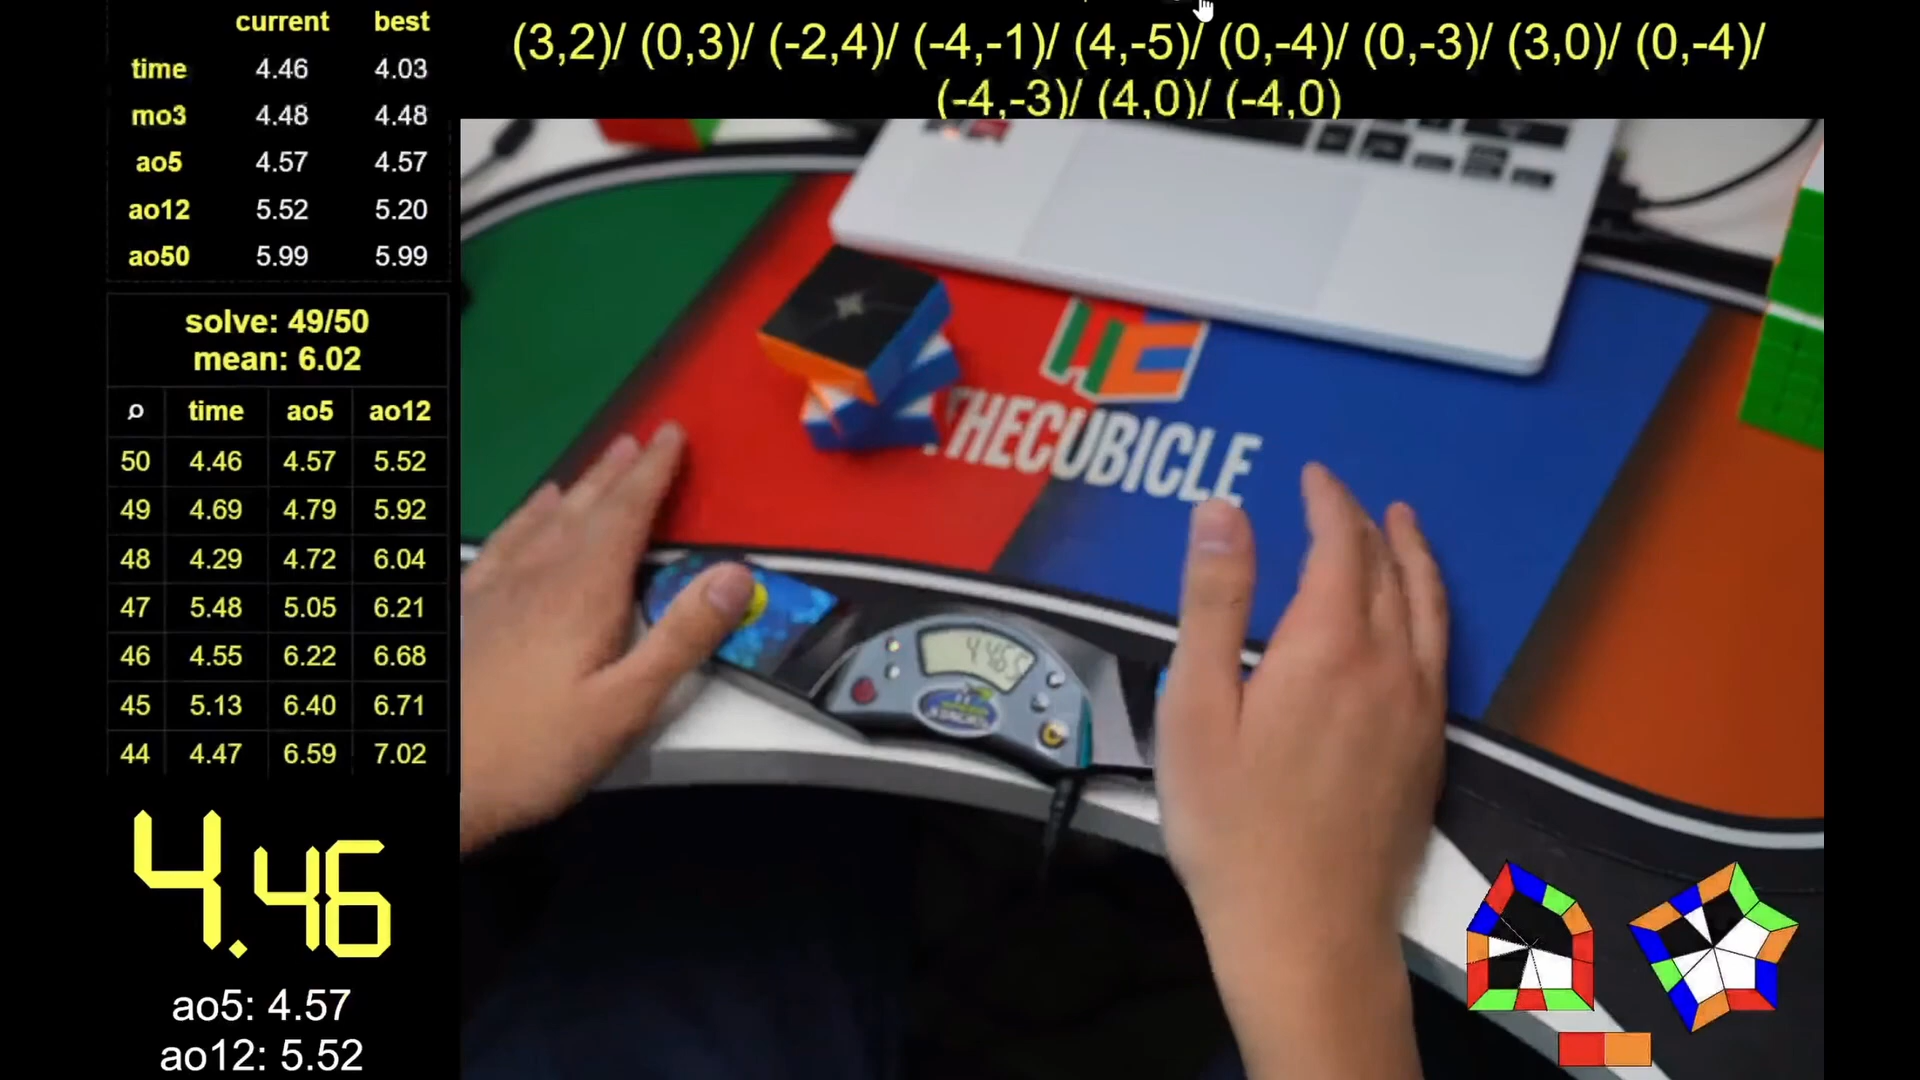 current best
time 4.46 4.03
mo3 4.48 4.48
ao5 4.57 4.57
ao12 5.52 5.20
ao50 5.99 5.99
solve: 49/50
mean: 6.02
time ao5 ao12
50 4.46 4.57 5.52
49 4.69 4.79 5.92
48 4.29 4.72 6.04
47 5.48 5.05 6.21
46 4.55 6.22 6.68
45 5.13 6.40 6.71
44 4.47 6.59 7.02
4.46
ao5: 4.57
ao12: 5.52
(3,2)/ (0,3)/ (-2,4)/ (-4,-1)/ (4,-5)/ (0,-4)/ (0,-3)/ (3,0)/ (0,-4)/
(-4,-3)/ (4,0)/ (-4,0)
THECUBICLE
4.465